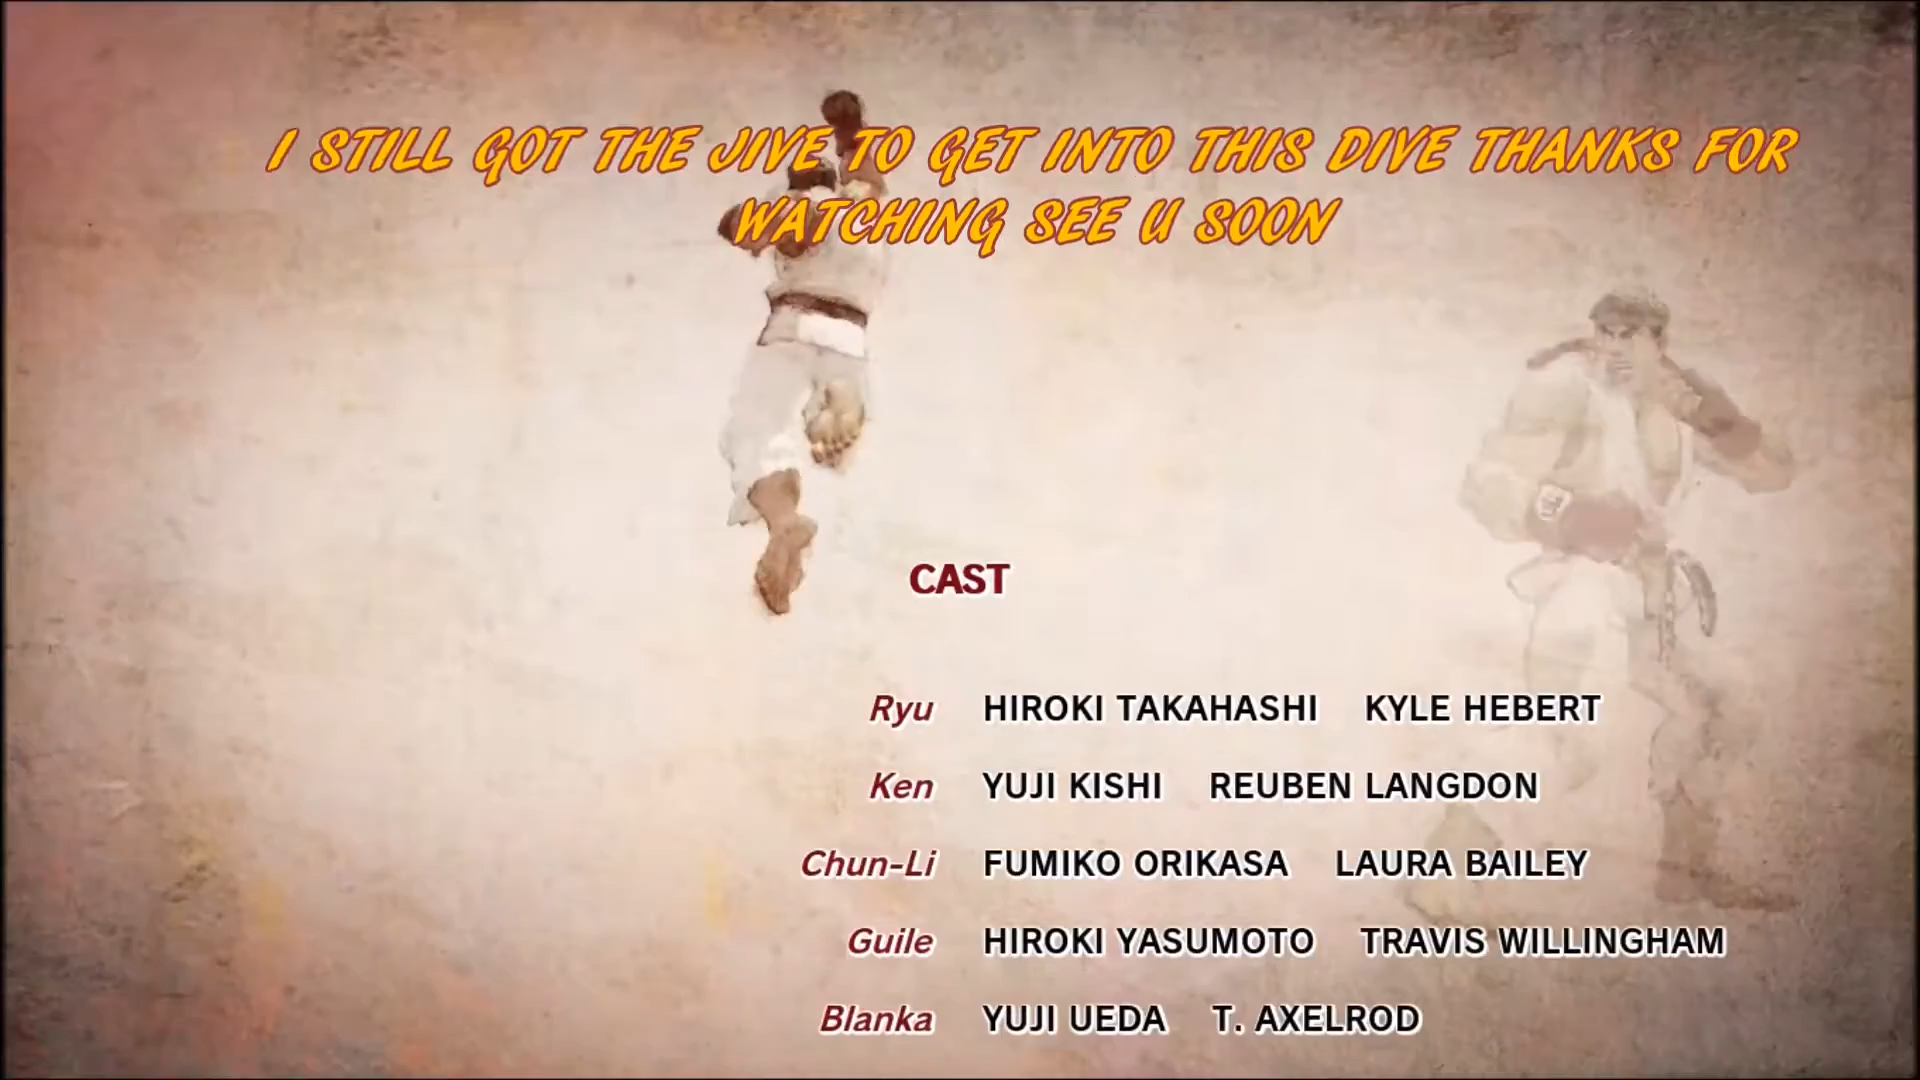 I STILL GOT THE JIVE TO GET INTO THIS DIVE THANKS FOR
WATCHING SEE U SOON
CAST
Ryu HIROKI TAKAHASHI KYLE HEBERT
Ken YUJI KISHI REUBEN LANGDON
Chun-Li FUMIKO ORIKASA LAURA BAILEY
Guile HIROKI YASUMOTO TRAVIS WILLINGHAM
Blanka YUJI UEDA T. AXELROD